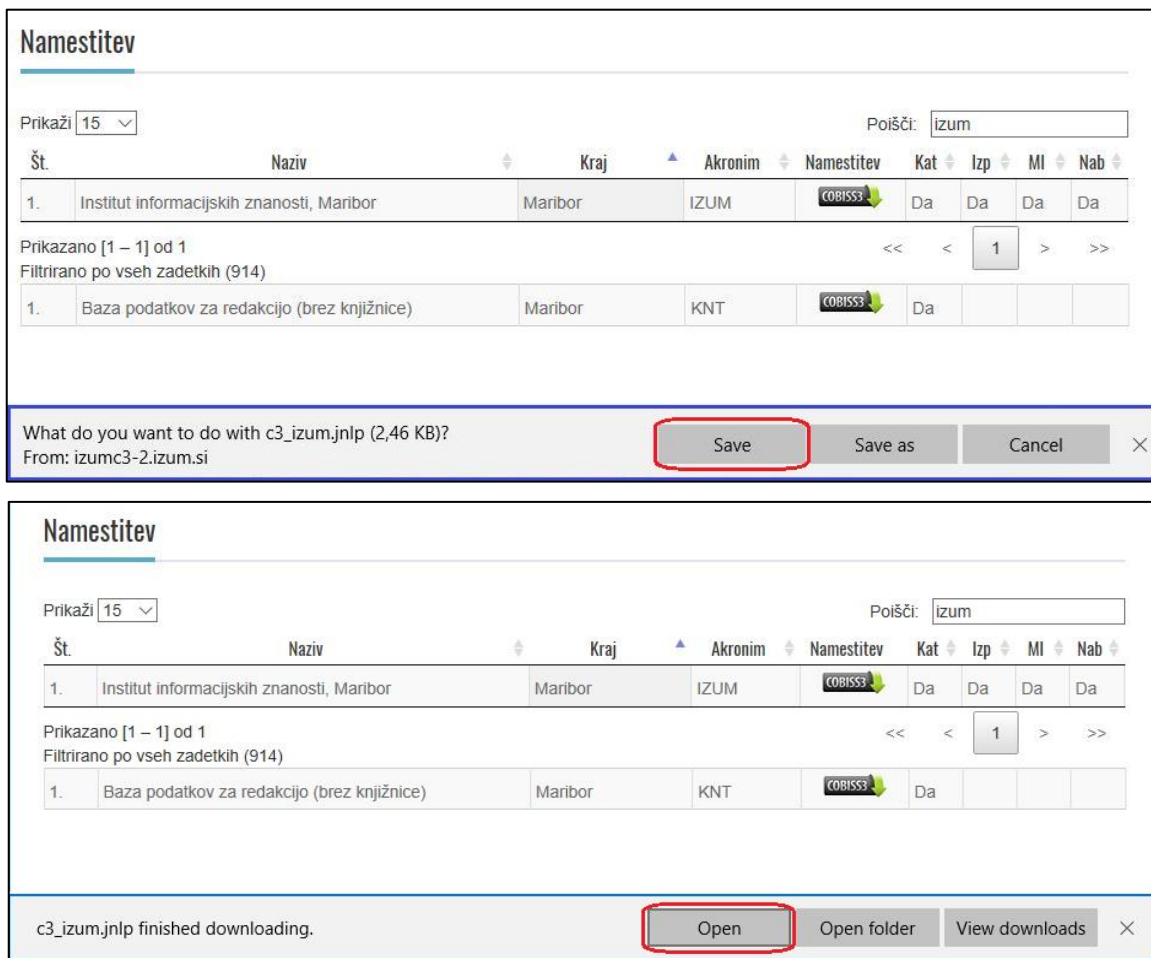 Namestitev
Prikaži 15 Poišči: izum
Št. Naziv Kraj Akronim Namestitev Kat Izp MI Nab
1. Institut informacijskih znanosti, Maribor Maribor IZUM COBISS3 Da Da Da Da
Prikazano [1 – 1] od 1 << < 1 > >>
Filtrirano po vseh zadetkih (914)
1. Baza podatkov za redakcijo (brez knjižnice) Maribor KNT COBISS3 Da
What do you want to do with c3_izum.jnlp (2,46 KB)?
From: izumc3-2.izum.si
Save Save as Cancel
Namestitev
Prikaži 15 Poišči: izum
Št. Naziv Kraj Akronim Namestitev Kat Izp MI Nab
1. Institut informacijskih znanosti, Maribor Maribor IZUM COBISS3 Da Da Da Da
Prikazano [1 – 1] od 1 << < 1 > >>
Filtrirano po vseh zadetkih (914)
1. Baza podatkov za redakcijo (brez knjižnice) Maribor KNT COBISS3 Da
c3_izum.jnlp finished downloading. Open Open folder View downloads